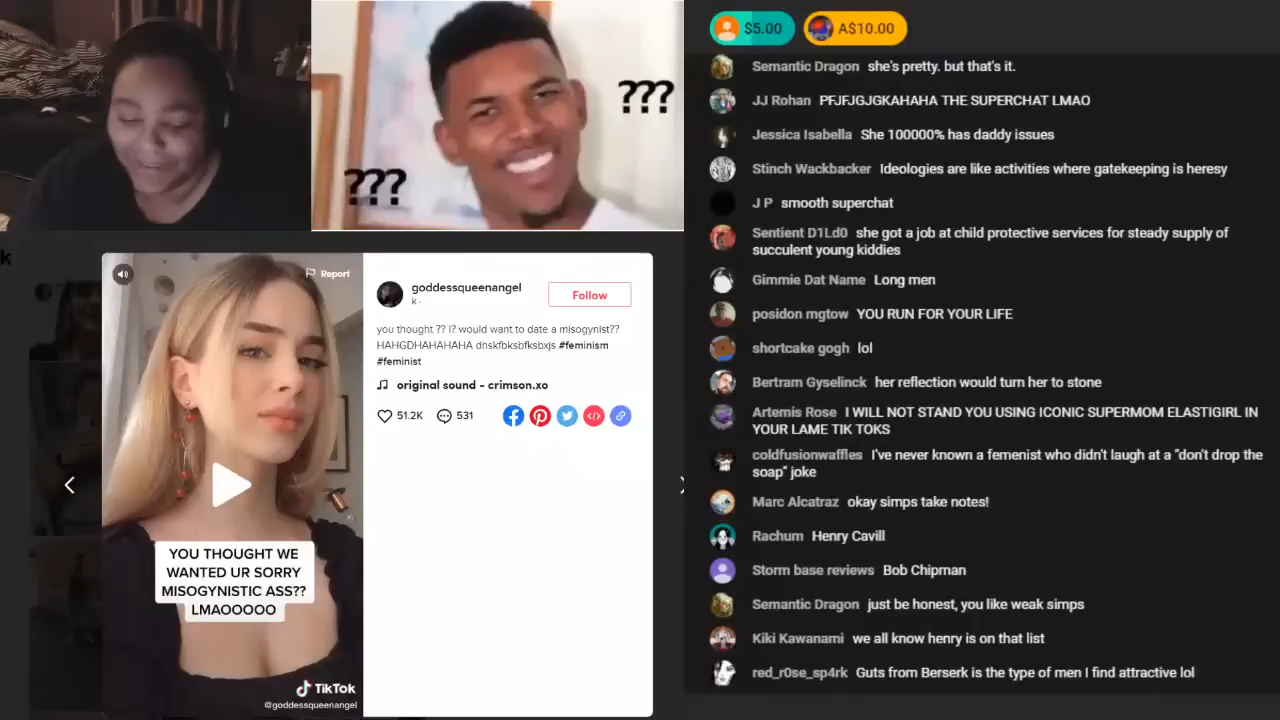 ???
???
k
Report
YOU THOUGHT WE
WANTED UR SORRY
MISOGYNISTIC ASS??
LMAOOOOO
TikTok
@goddessqueenangel
goddessqueenangel
k ·
Follow
you thought ?? I? would want to date a misogynist??
HAHGDHAHAHAHA dhskfbksbfksbxjs #feminism
#feminist
original sound - crimson.xo
51.2K
531
$5.00
A$10.00
Semantic Dragon she's pretty. but that's it.
JJ Rohan PFJFJGJGKAHAHA THE SUPERCHAT LMAO
Jessica Isabella She 100000% has daddy issues
Stinch Wackbacker Ideologies are like activities where gatekeeping is heresy
J P smooth superchat
Sentient D1Ld0 she got a job at child protective services for steady supply of
succulent young kiddies
Gimmie Dat Name Long men
posidon mgtow YOU RUN FOR YOUR LIFE
shortcake gogh lol
Bertram Gyselinck her reflection would turn her to stone
Artemis Rose I WILL NOT STAND YOU USING ICONIC SUPERMOM ELASTIGIRL IN
YOUR LAME TIK TOKS
coldfusionwaffles I've never known a femenist who didn't laugh at a "don't drop the
soap" joke
Marc Alcatraz okay simps take notes!
Rachum Henry Cavill
Storm base reviews Bob Chipman
Semantic Dragon just be honest, you like weak simps
Kiki Kawanami we all know henry is on that list
red_r0se_sp4rk Guts from Berserk is the type of men I find attractive lol